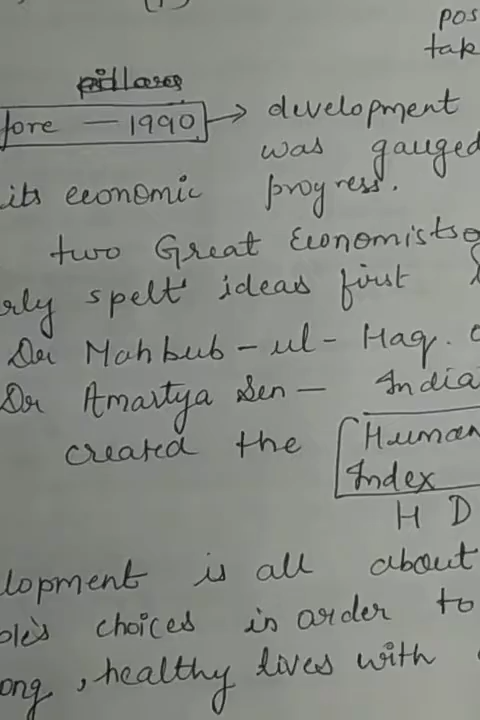 pos
tak
pillars
fore — 1990 → development
was gauged
its economic progress.
two Great Economists
rly spelt ideas first
Dr Mahbub-ul-Haq.
Dr Amartya Sen — India
created the Human
Index
H D
lopment is all about
ple's choices in order to
ong, healthy lives with